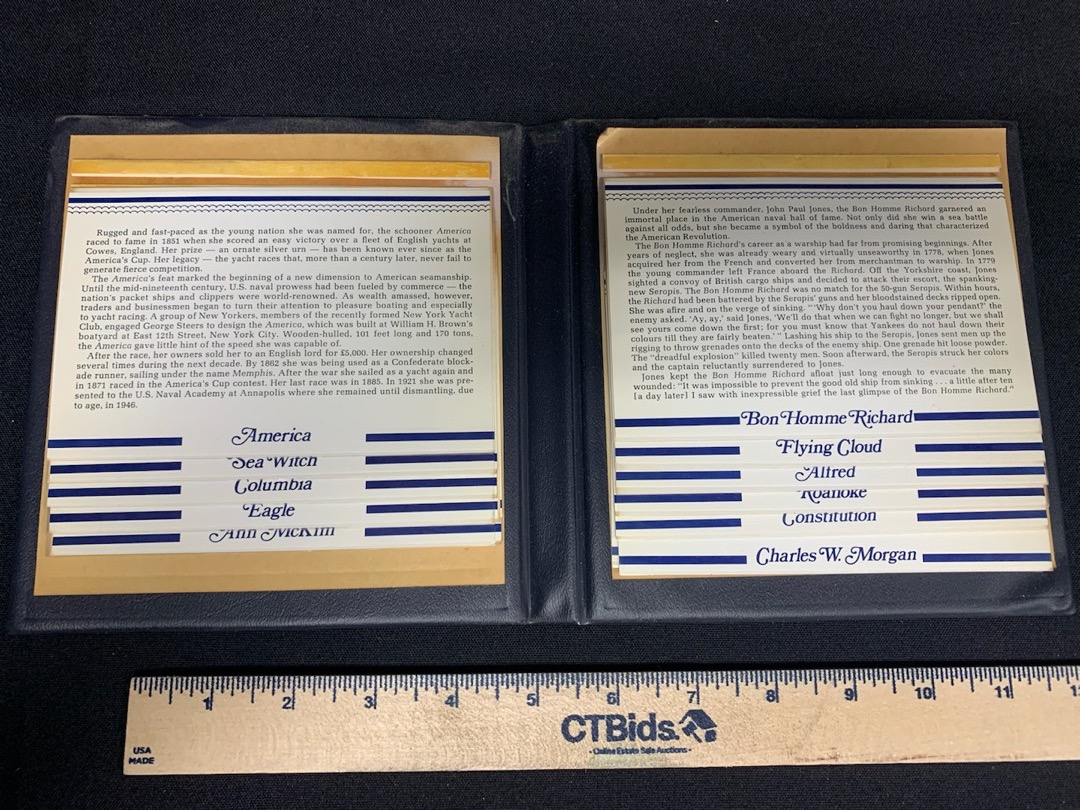 Rugged and fast-paced as the young nation she was named for, the schooner America
raced to fame in 1851 when she scored an easy victory over a fleet of English yachts at
Cowes, England. Her prize — an ornate silver urn — has been known ever since as the
America's Cup. Her legacy — the yacht races that, more than a century later, never fail to
generate fierce competition.
The America's feat marked the beginning of a new dimension to American seamanship.
Until the mid-nineteenth century, U.S. naval prowess had been fueled by commerce — the
nation's packet ships and clippers were world-renowned. As wealth amassed, however,
traders and businessmen began to turn their attention to pleasure boating and especially
to yacht racing. A group of New Yorkers, members of the recently formed New York Yacht
Club, engaged George Steers to design the America, which was built at William H. Brown's
boatyard at East 12th Street, New York City. Wooden-hulled, 101 feet long and 170 tons,
the America gave little hint of the speed she was capable of.
After the race, her owners sold her to an English lord for £5,000. Her ownership changed
several times during the next decade. By 1862 she was being used as a Confederate block-
ade runner, sailing under the name Memphis. After the war she sailed as a yacht again and
in 1871 raced in the America's Cup contest. Her last race was in 1885. In 1921 she was pre-
sented to the U.S. Naval Academy at Annapolis where she remained until dismantling, due
to age, in 1946.
America
Sea Witch
Columbia
Eagle
Ann McKim
Under her fearless commander, John Paul Jones, the Bon Homme Richard garnered an
immortal place in the American naval hall of fame. Not only did she win a sea battle
against all odds, but she became a symbol of the boldness and daring that characterized
the American Revolution.
The Bon Homme Richard's career as a warship had far from promising beginnings. After
years of neglect, she was already weary and virtually unseaworthy in 1778, when Jones
acquired her from the French and converted her from merchantman to warship. In 1779
the young commander left France aboard the Richard. Off the Yorkshire coast, Jones
sighted a convoy of British cargo ships and decided to attack their escort, the spanking-
new Seropis. The Bon Homme Richard was no match for the 50-gun Seropis. Within hours,
the Richard had been battered by the Seropis' guns and her bloodstained decks ripped open.
She was afire and on the verge of sinking. "'Why don't you haul down your pendant?' the
enemy asked. 'Ay, ay,' said Jones, 'We'll do that when we can fight no longer, but we shall
see yours come down the first; for you must know that Yankees do not haul down their
colours till they are fairly beaten.'" Lashing his ship to the Seropis, Jones sent men up the
rigging to throw grenades onto the decks of the enemy ship. One grenade hit loose powder.
The "dreadful explosion" killed twenty men. Soon afterward, the Seropis struck her colors
and the captain reluctantly surrendered to Jones.
Jones kept the Bon Homme Richard afloat just long enough to evacuate the many
wounded: "It was impossible to prevent the good old ship from sinking . . . a little after ten
[a day later] I saw with inexpressible grief the last glimpse of the Bon Homme Richard."
Bon Homme Richard
Flying Cloud
Alfred
Roanoke
Constitution
Charles W. Morgan
1 2 3 4 5 6 7 8 9 10 11
CTBids
- Online Estate Sale Auctions -
USA
MADE